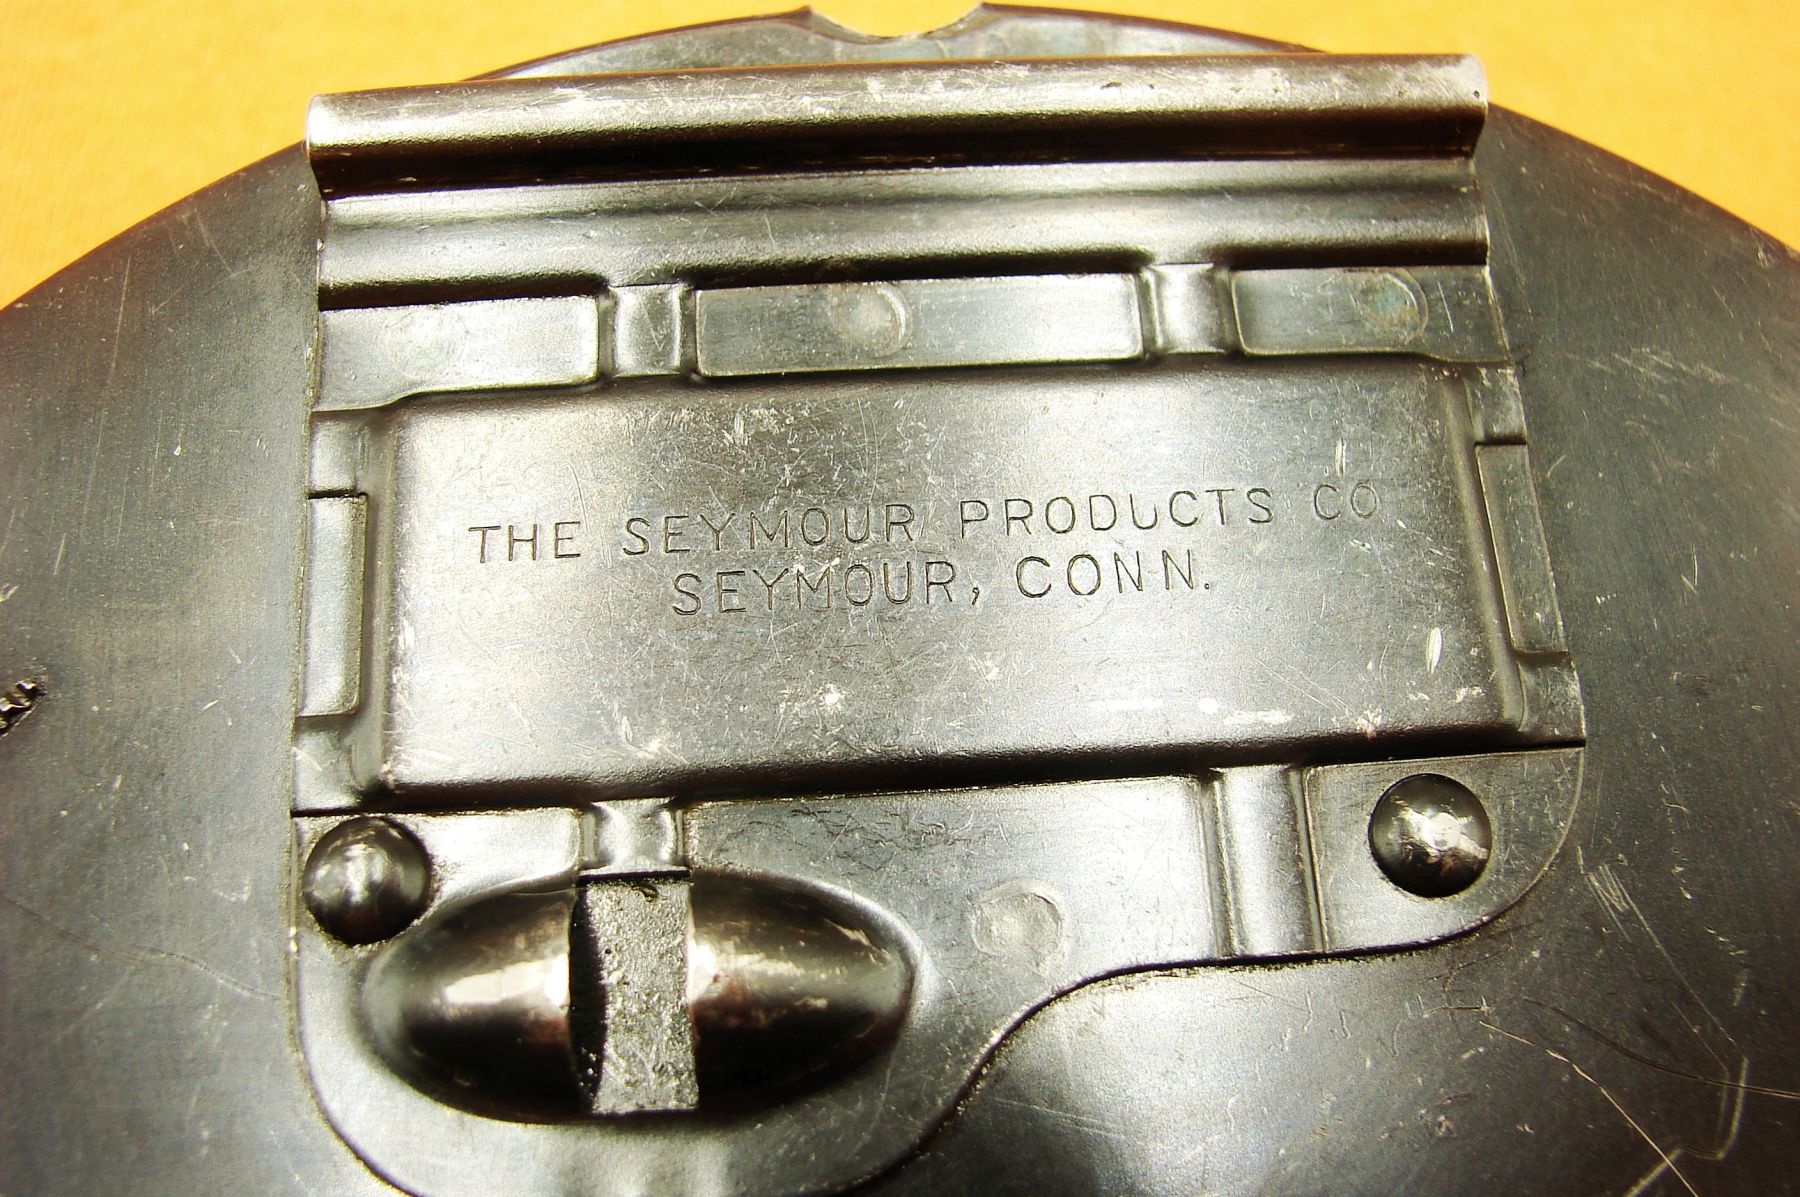 THE SEYMOUR PRODUCTS CO
SEYMOUR, CONN.